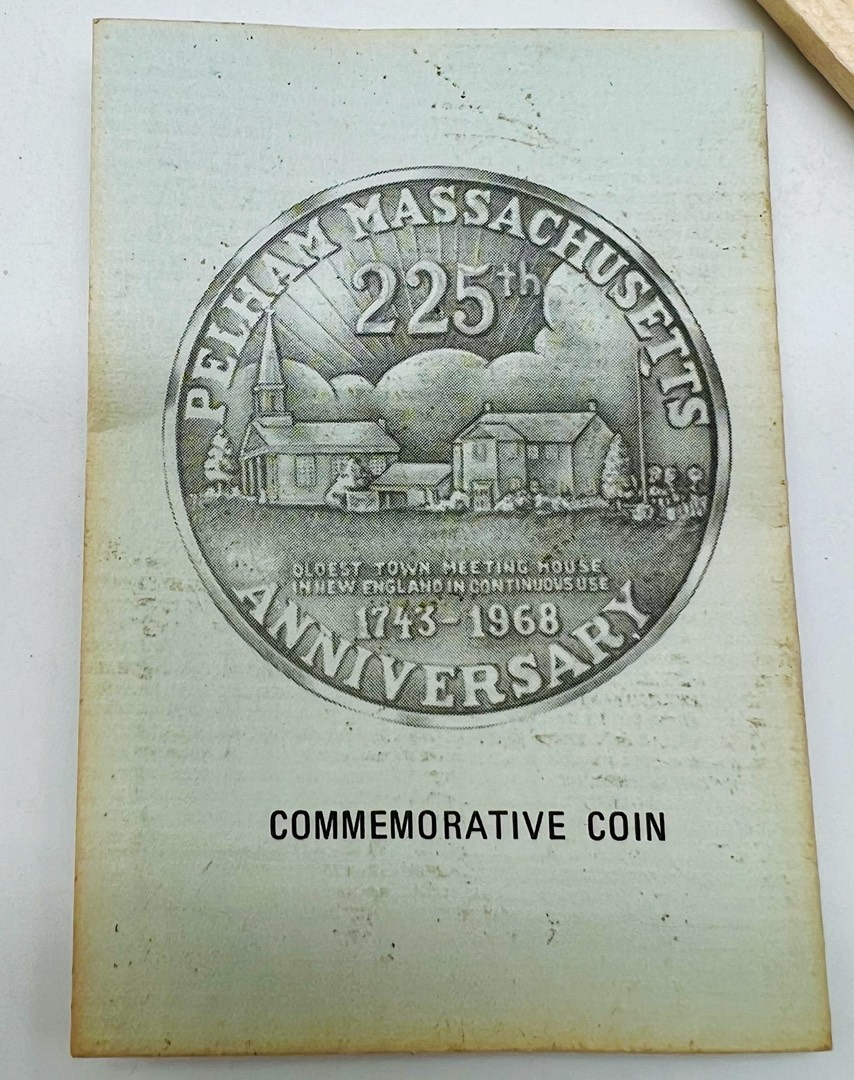 PELHAM MASSACHUSETTS
225th
OLDEST TOWN MEETING HOUSE
IN NEW ENGLAND IN CONTINUOUS USE
1743-1968
ANNIVERSARY
COMMEMORATIVE COIN